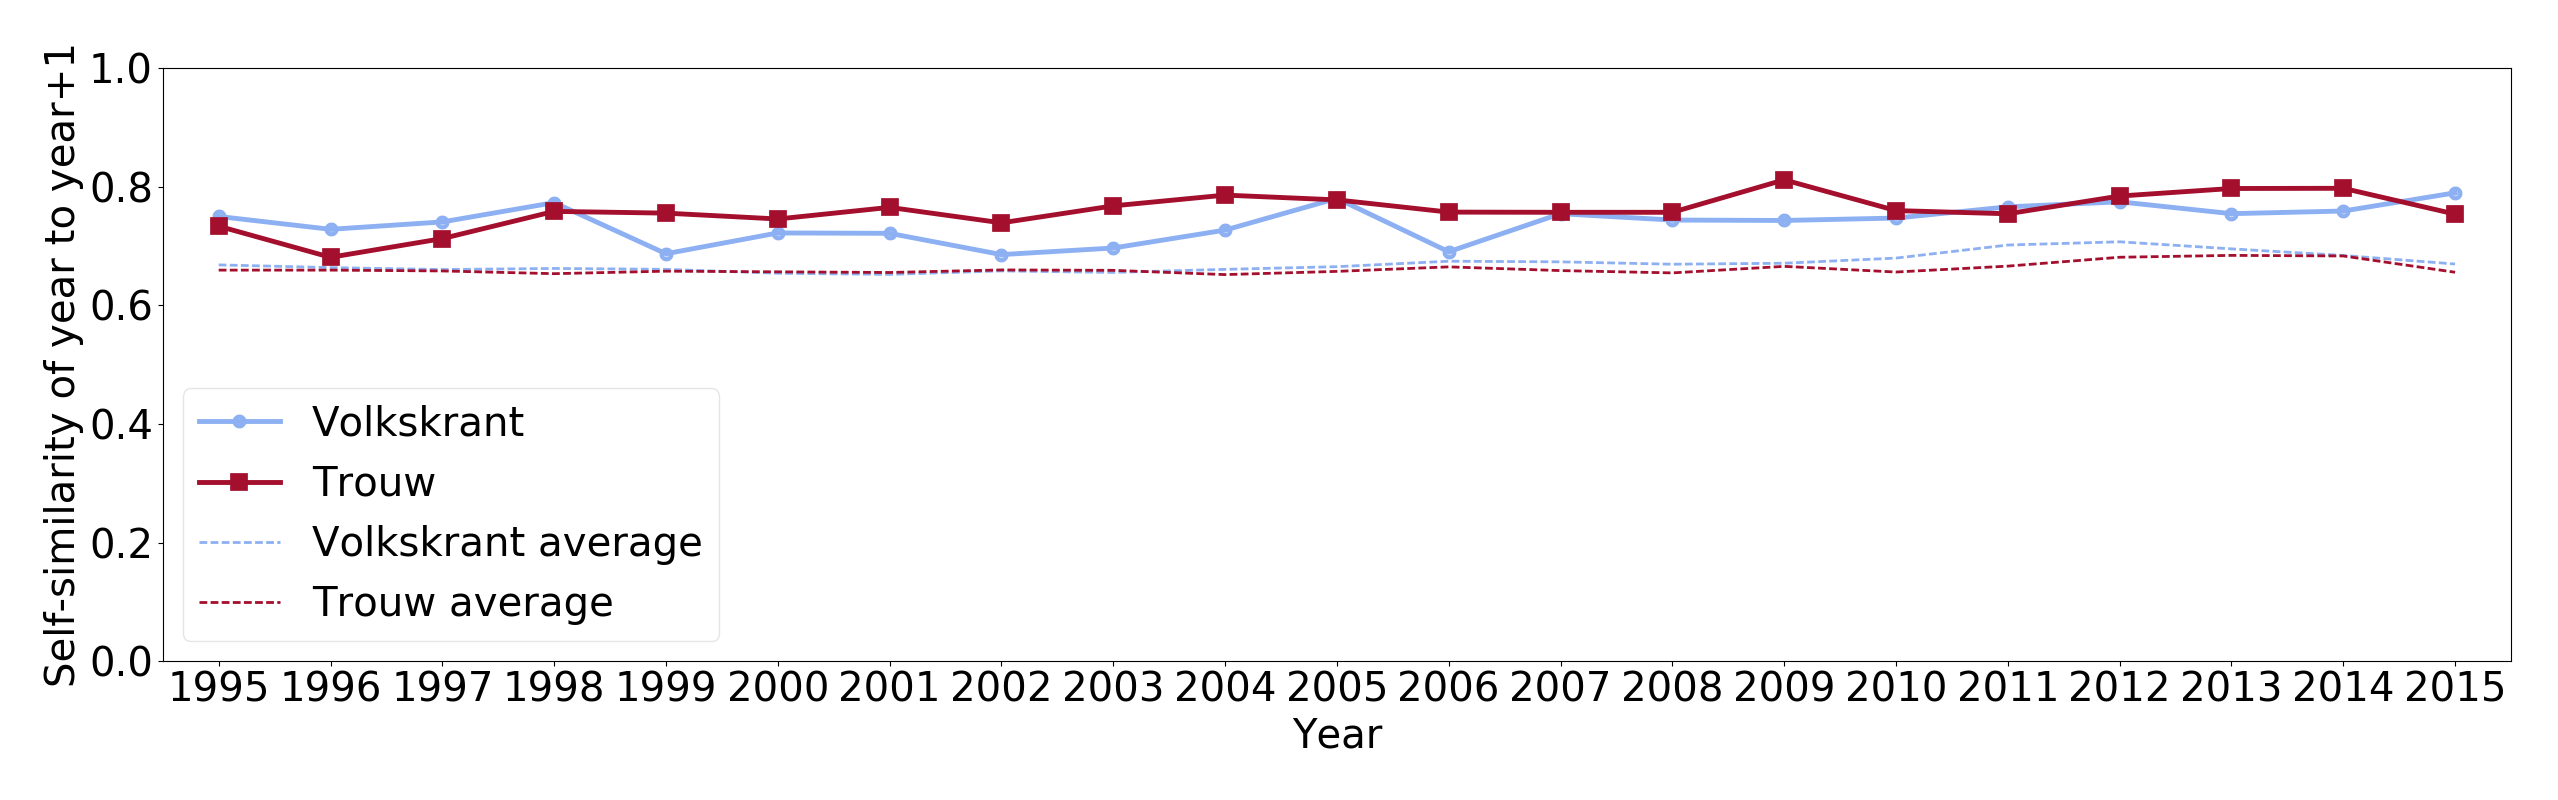 Self-similarity of year to year+1
1.0
0.8
0.6
0.4
0.2
0.0
Volkskrant
Trouw
Volkskrant average
Trouw average
1995 1996 1997 1998 1999 2000 2001 2002 2003 2004 2005 2006 2007 2008 2009 2010 2011 2012 2013 2014 2015
Year